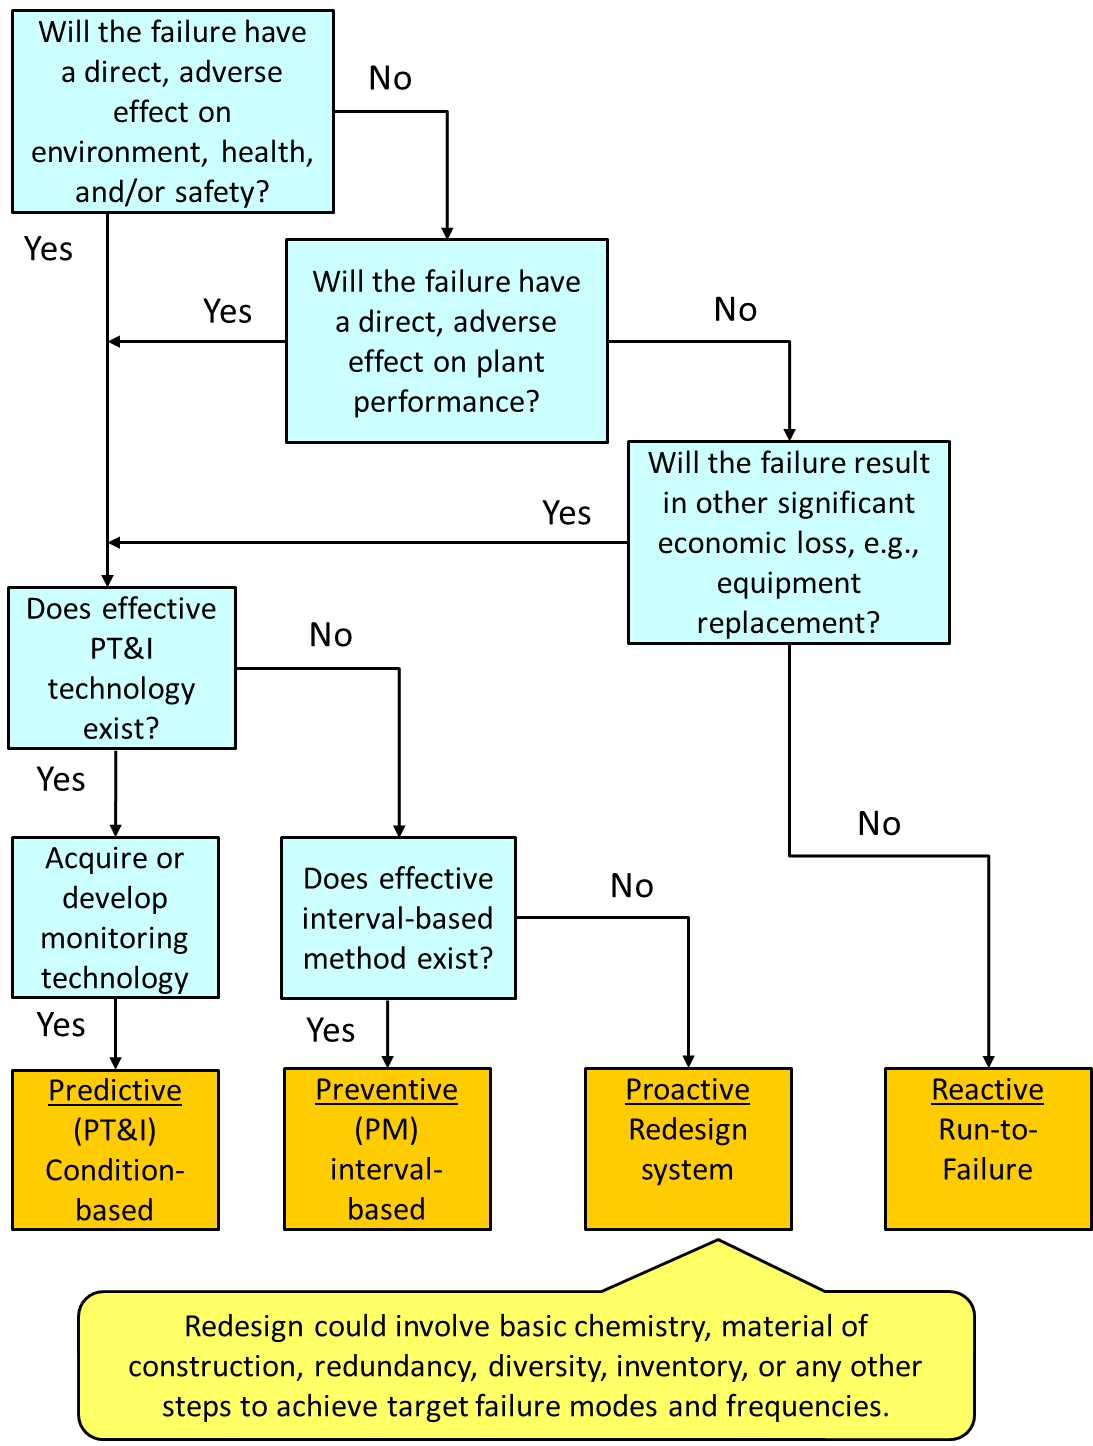 Will the failure have
a direct, adverse
effect on
environment, health,
and/or safety?
No
Yes
Will the failure have
a direct, adverse
effect on plant
performance?
Yes
No
Will the failure result
in other significant
economic loss, e.g.,
equipment
replacement?
Yes
Does effective
PT&I
technology
exist?
No
Yes
No
Acquire or
develop
monitoring
technology
Does effective
interval-based
method exist?
No
Yes
Yes
Predictive
(PT&I)
Condition-
based
Preventive
(PM)
interval-
based
Proactive
Redesign
system
Reactive
Run-to-
Failure
Redesign could involve basic chemistry, material of
construction, redundancy, diversity, inventory, or any other
steps to achieve target failure modes and frequencies.